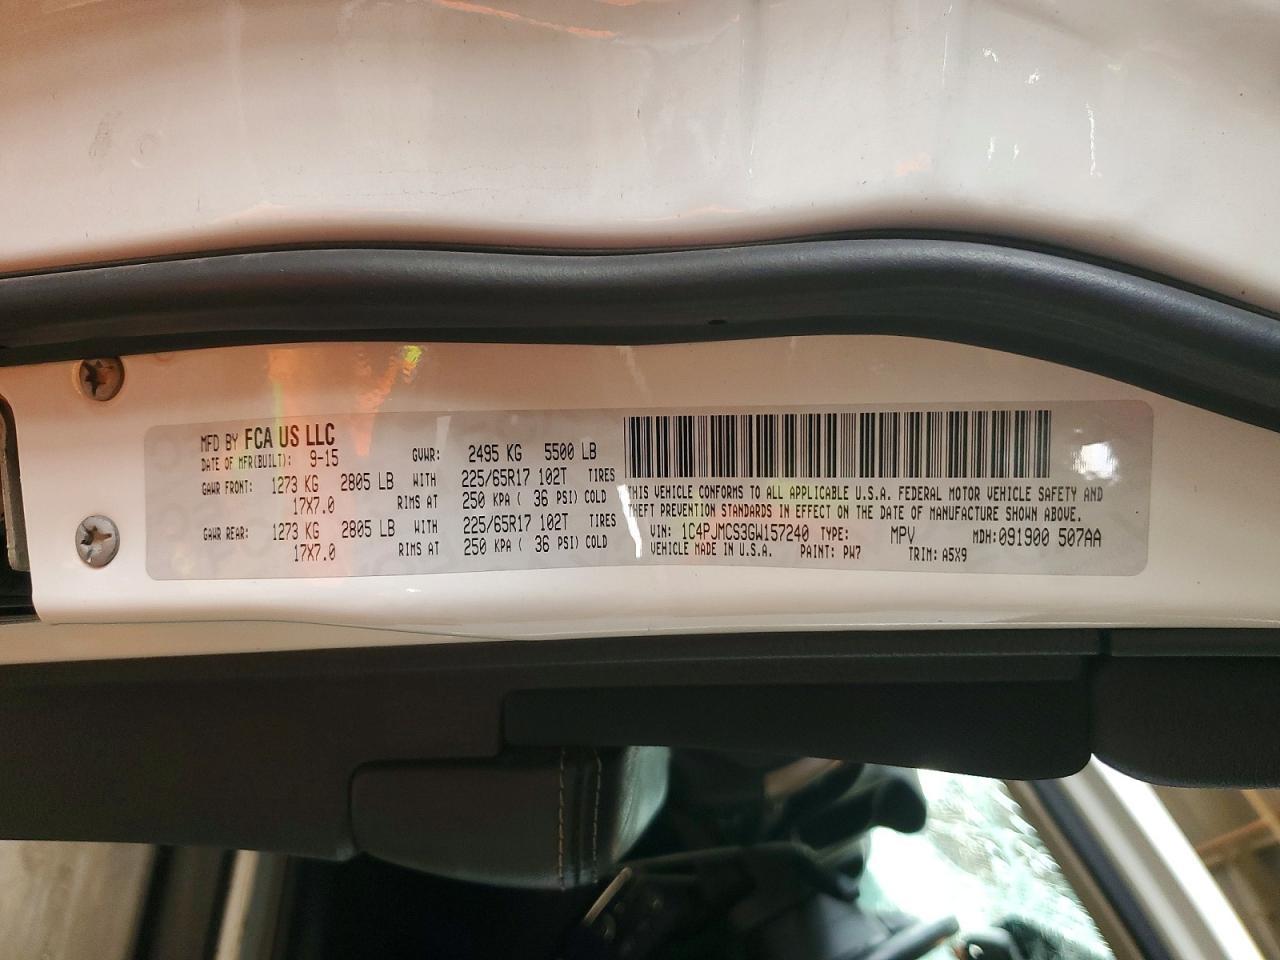 MFD BY FCA US LLC
DATE OF MFR(BUILT): 9-15 GVWR: 2495 KG 5500 LB
GAWR FRONT: 1273 KG 2805 LB WITH 225/65R17 102T TIRES
17X7.0 RIMS AT 250 KPA ( 36 PSI) COLD
GAWR REAR: 1273 KG 2805 LB WITH 225/65R17 102T TIRES
17X7.0 RIMS AT 250 KPA ( 36 PSI) COLD
THIS VEHICLE CONFORMS TO ALL APPLICABLE U.S.A. FEDERAL MOTOR VEHICLE SAFETY AND
THEFT PREVENTION STANDARDS IN EFFECT ON THE DATE OF MANUFACTURE SHOWN ABOVE.
VIN: 1C4PJMCS3GW157240 TYPE: MPV MDH:091900 507AA
VEHICLE MADE IN U.S.A. PAINT: PW7 TRIM: A5X9